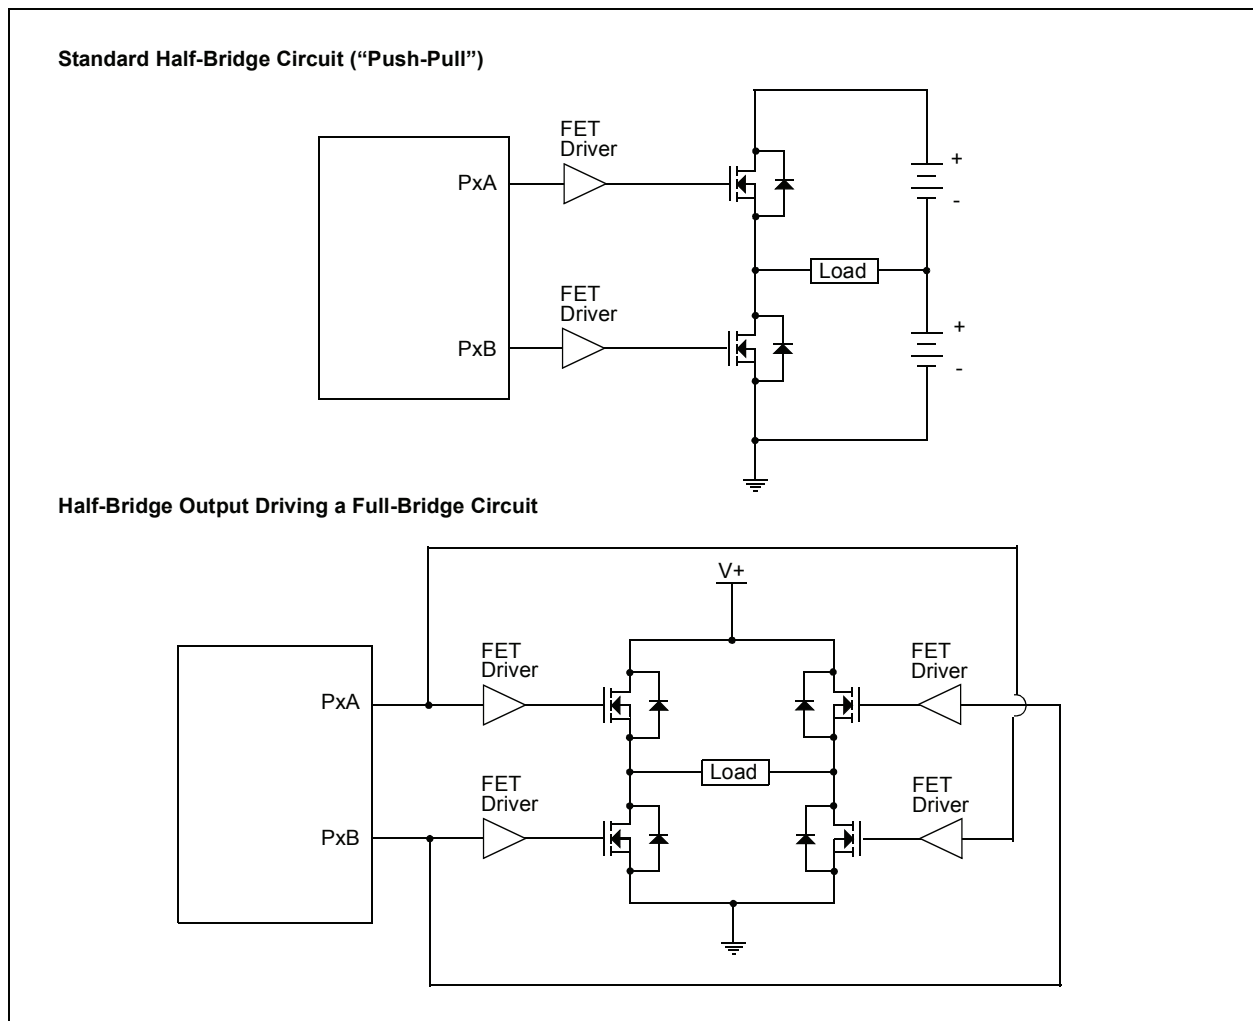 Standard Half-Bridge Circuit (“Push-Pull”)
FET
Driver
PxA
+
-
Load
FET
Driver
PxB
+
-
Half-Bridge Output Driving a Full-Bridge Circuit
V+
FET
Driver
FET
Driver
PxA
Load
FET
Driver
FET
Driver
PxB